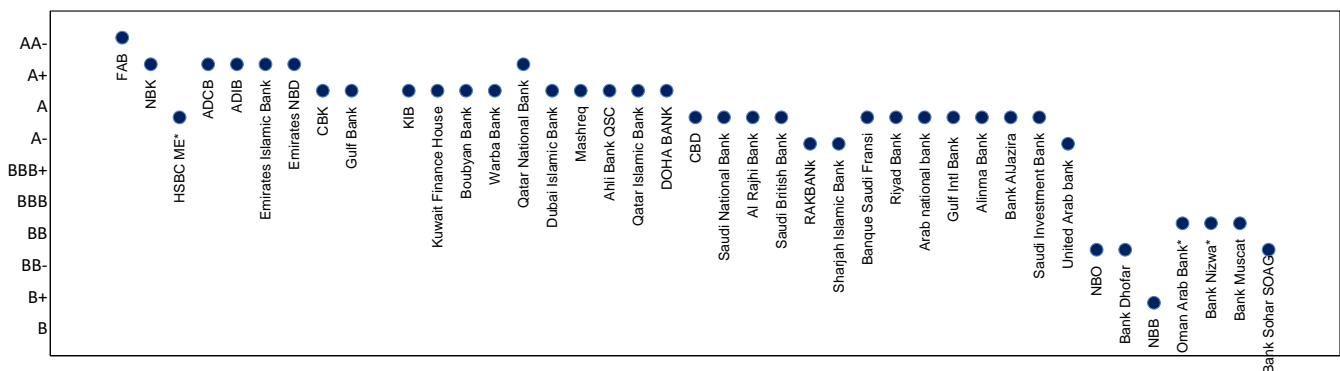 AA-
A+
A
A-
BBB+
BBB
BB
BB-
B+
B
FAB
NBK
HSBC ME*
ADCB
ADIB
Emirates Islamic Bank
Emirates NBD
CBK
Gulf Bank
KIB
Kuwait Finance House
Boubyan Bank
Warba Bank
Qatar National Bank
Dubai Islamic Bank
Mashreq
Ahli Bank QSC
Qatar Islamic Bank
DOHA BANK
CBD
Saudi National Bank
Al Rajhi Bank
Saudi British Bank
RAKBANk
Sharjah Islamic Bank
Banque Saudi Fransi
Riyad Bank
Arab national bank
Gulf Intl Bank
Alinma Bank
Bank AlJazira
Saudi Investment Bank
United Arab bank
NBO
Bank Dhofar
NBB
Oman Arab Bank*
Bank Nizwa*
Bank Muscat
Bank Sohar SOAG